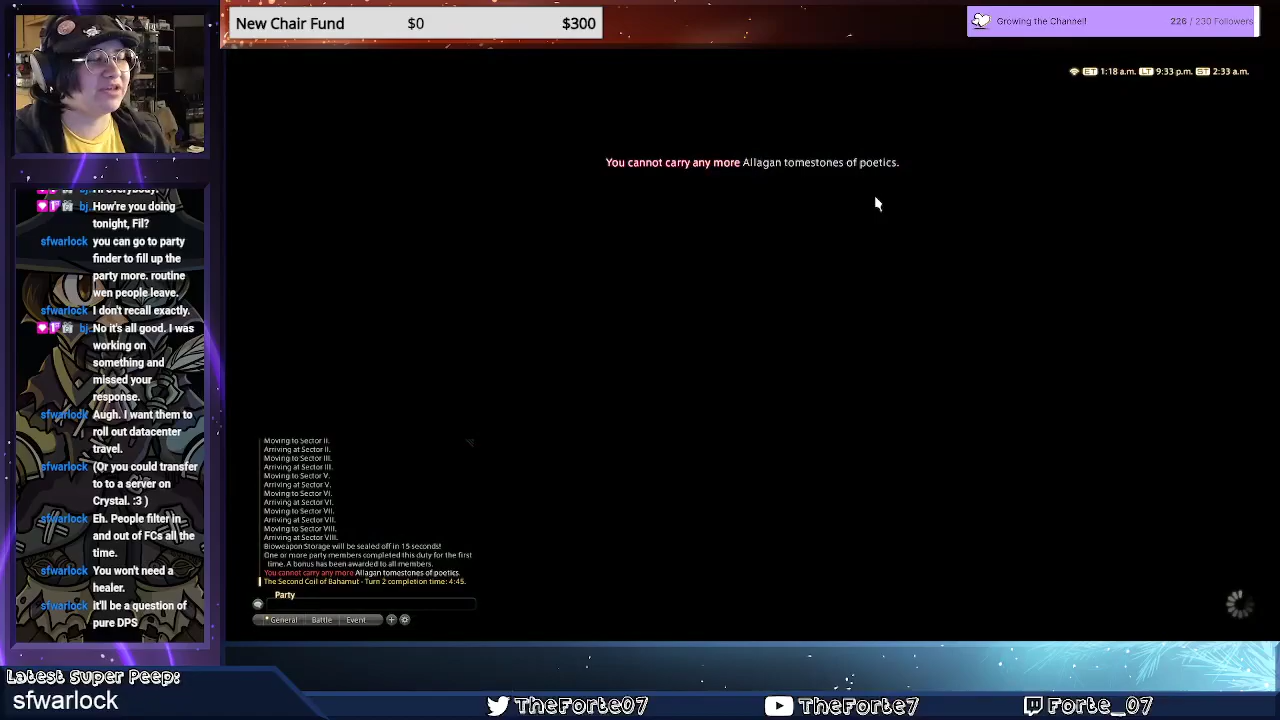 New Chair Fund $0 $300
Growing the Channel! 226 / 230 Followers
ET 1:18 a.m. LT 9:33 p.m. ST 2:33 a.m.
You cannot carry any more Allagan tomestones of poetics.
bj. Hi everybody!
bj. How're you doing
tonight, Fil?
sfwarlock you can go to party
finder to fill up the
party more. routine
wen people leave.
sfwarlock I don't recall exactly.
bj. No it's all good. I was
working on
something and
missed your
response.
sfwarlock Augh. I want them to
roll out datacenter
travel.
sfwarlock (Or you could transfer
to to a server on
Crystal. :3 )
sfwarlock Eh. People filter in
and out of FCs all the
time.
sfwarlock You won't need a
healer.
sfwarlock it'll be a question of
pure DPS
Moving to Sector II.
Arriving at Sector II.
Moving to Sector III.
Arriving at Sector III.
Moving to Sector V.
Arriving at Sector V.
Moving to Sector VI.
Arriving at Sector VI.
Moving to Sector VII.
Arriving at Sector VII.
Moving to Sector VIII.
Arriving at Sector VIII.
Bioweapon Storage will be sealed off in 15 seconds!
One or more party members completed this duty for the first
time. A bonus has been awarded to all members.
You cannot carry any more Allagan tomestones of poetics.
The Second Coil of Bahamut - Turn 2 completion time: 4:45.
Party
General Battle Event
Latest Super Peep:
sfwarlock
TheForte07
TheForte7
Forte_07